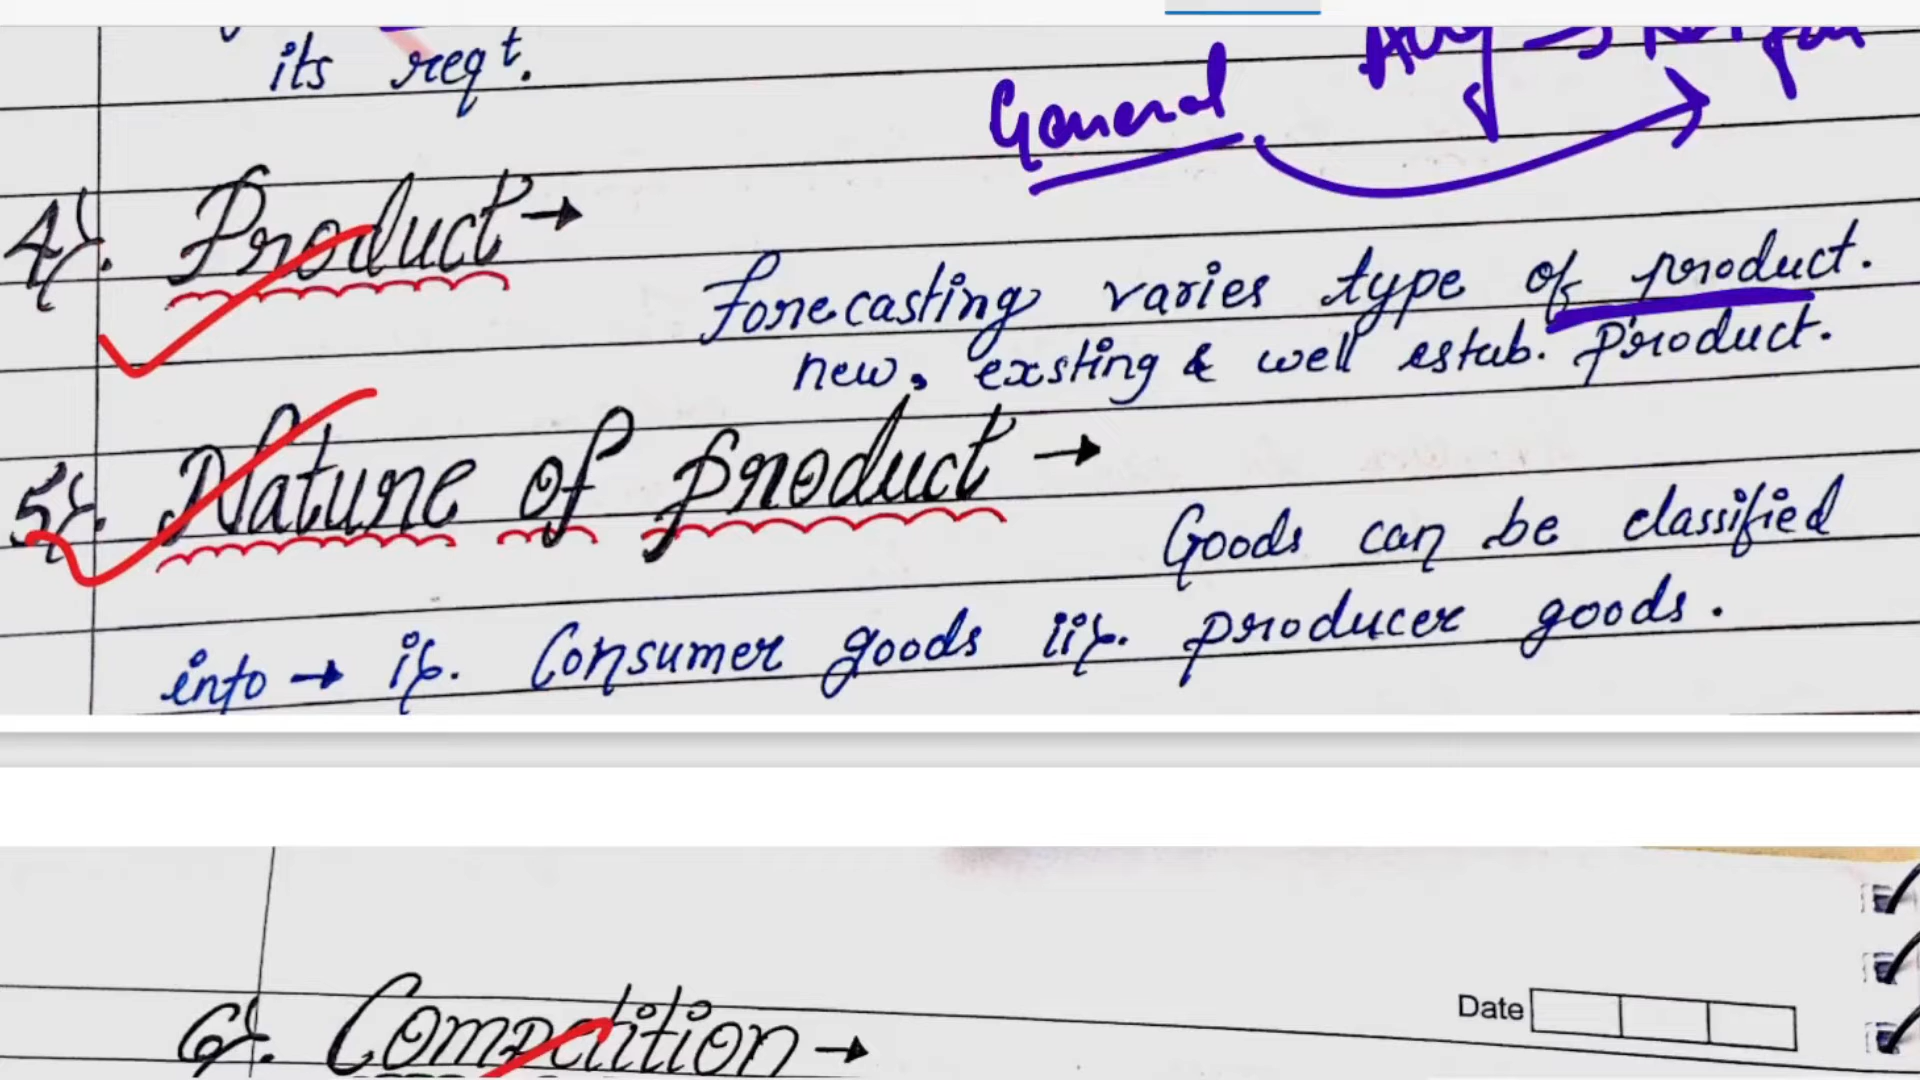 its reqt.
General
4). Product →
Forecasting varies type of product.
new, exsting & well estab. product.
5). Nature of product →
Goods can be classified
into → i). Consumer goods ii). producer goods.
Date
6). Competition →